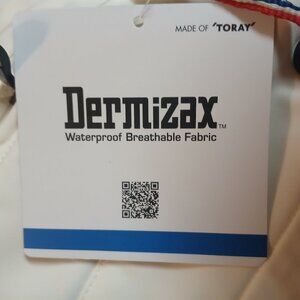 MADE OF "TORAY"
Dermizax™
Waterproof Breathable Fabric